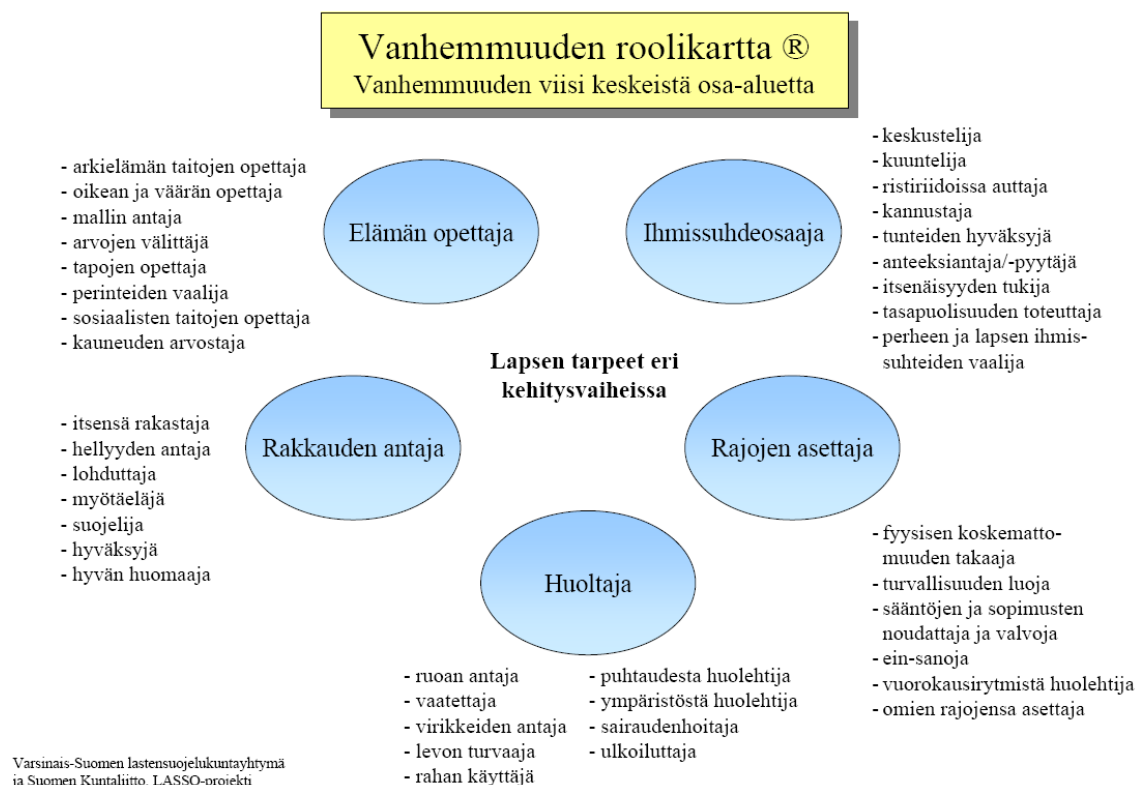 Vanhemmuuden roolikartta ®
Vanhemmuuden viisi keskeistä osa-aluetta
- arkielämän taitojen opettaja
- oikean ja väärän opettaja
- mallin antaja
- arvojen välittäjä
- tapojen opettaja
- perinteiden vaalija
- sosiaalisten taitojen opettaja
- kauneuden arvostaja
Elämän opettaja
Ihmissuhdeosaaja
- keskustelija
- kuuntelija
- ristiriidoissa auttaja
- kannustaja
- tunteiden hyväksyjä
- anteeksiantaja/-pyytäjä
- itsenäisyyden tukija
- tasapuolisuuden toteuttaja
- perheen ja lapsen ihmis-
suhteiden vaalija
Lapsen tarpeet eri
kehitysvaiheissa
- itsensä rakastaja
- hellyyden antaja
- lohduttaja
- myötäeläjä
- suojelija
- hyväksyjä
- hyvän huomaaja
Rakkauden antaja
Rajojen asettaja
- fyysisen koskematto-
muuden takaaja
- turvallisuuden luoja
- sääntöjen ja sopimusten
noudattaja ja valvoja
- ein-sanoja
- vuorokausirytmistä huolehtija
- omien rajojensa asettaja
Huoltaja
- ruoan antaja
- vaatettaja
- virikkeiden antaja
- levon turvaaja
- rahan käyttäjä
- puhtaudesta huolehtija
- ympäristöstä huolehtija
- sairaudenhoitaja
- ulkoiluttaja
Varsinais-Suomen lastensuojelukuntayhtymä
ja Suomen Kuntaliitto, LASSO-projekti